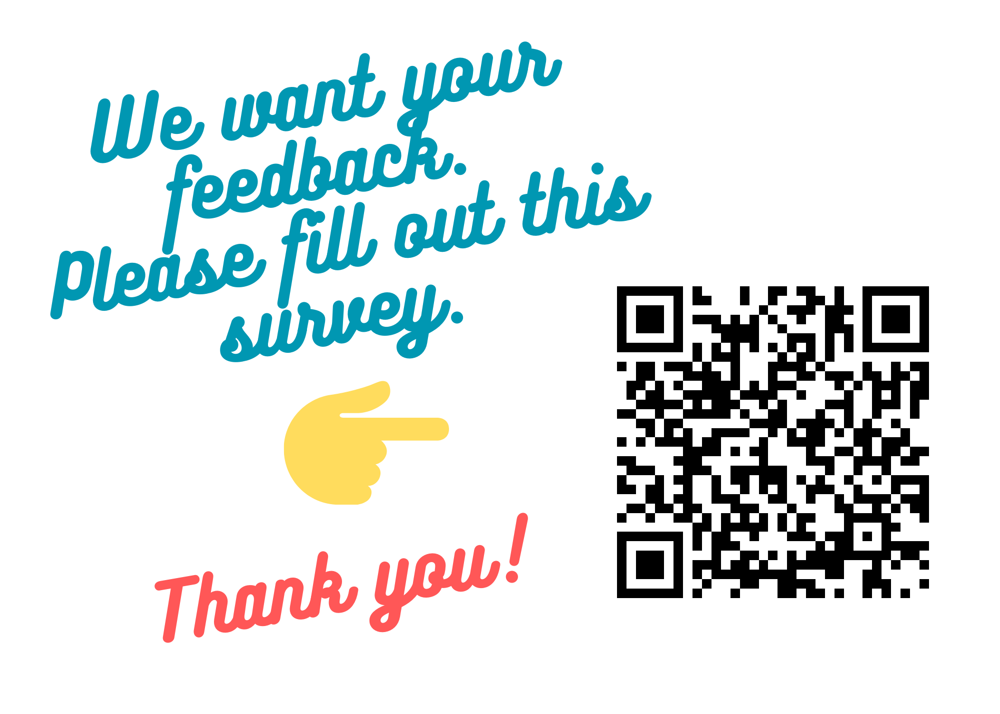 We want your
feedback.
Please fill out this
survey.
Thank you!